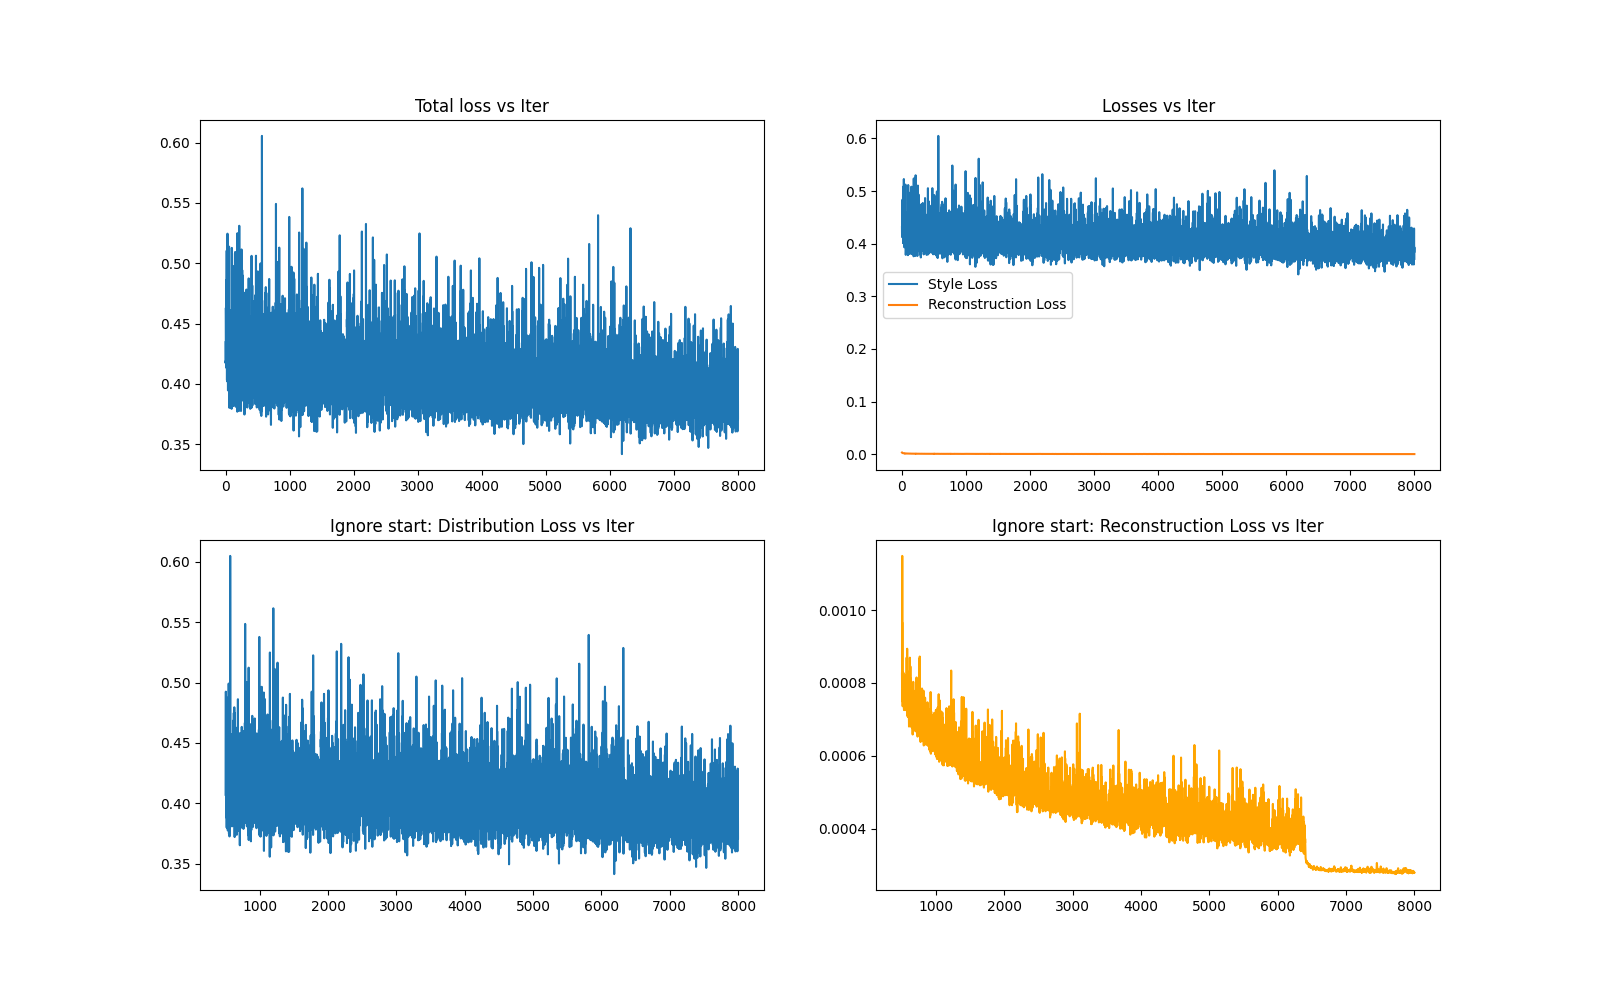 Total loss vs Iter
0.60
0.55
0.50
0.45
0.40
0.35
0 1000 2000 3000 4000 5000 6000 7000 8000
Losses vs Iter
0.6
0.5
0.4
0.3
0.2
0.1
0.0
Style Loss
Reconstruction Loss
0 1000 2000 3000 4000 5000 6000 7000 8000
Ignore start: Distribution Loss vs Iter
0.60
0.55
0.50
0.45
0.40
0.35
1000 2000 3000 4000 5000 6000 7000 8000
Ignore start: Reconstruction Loss vs Iter
0.0010
0.0008
0.0006
0.0004
1000 2000 3000 4000 5000 6000 7000 8000